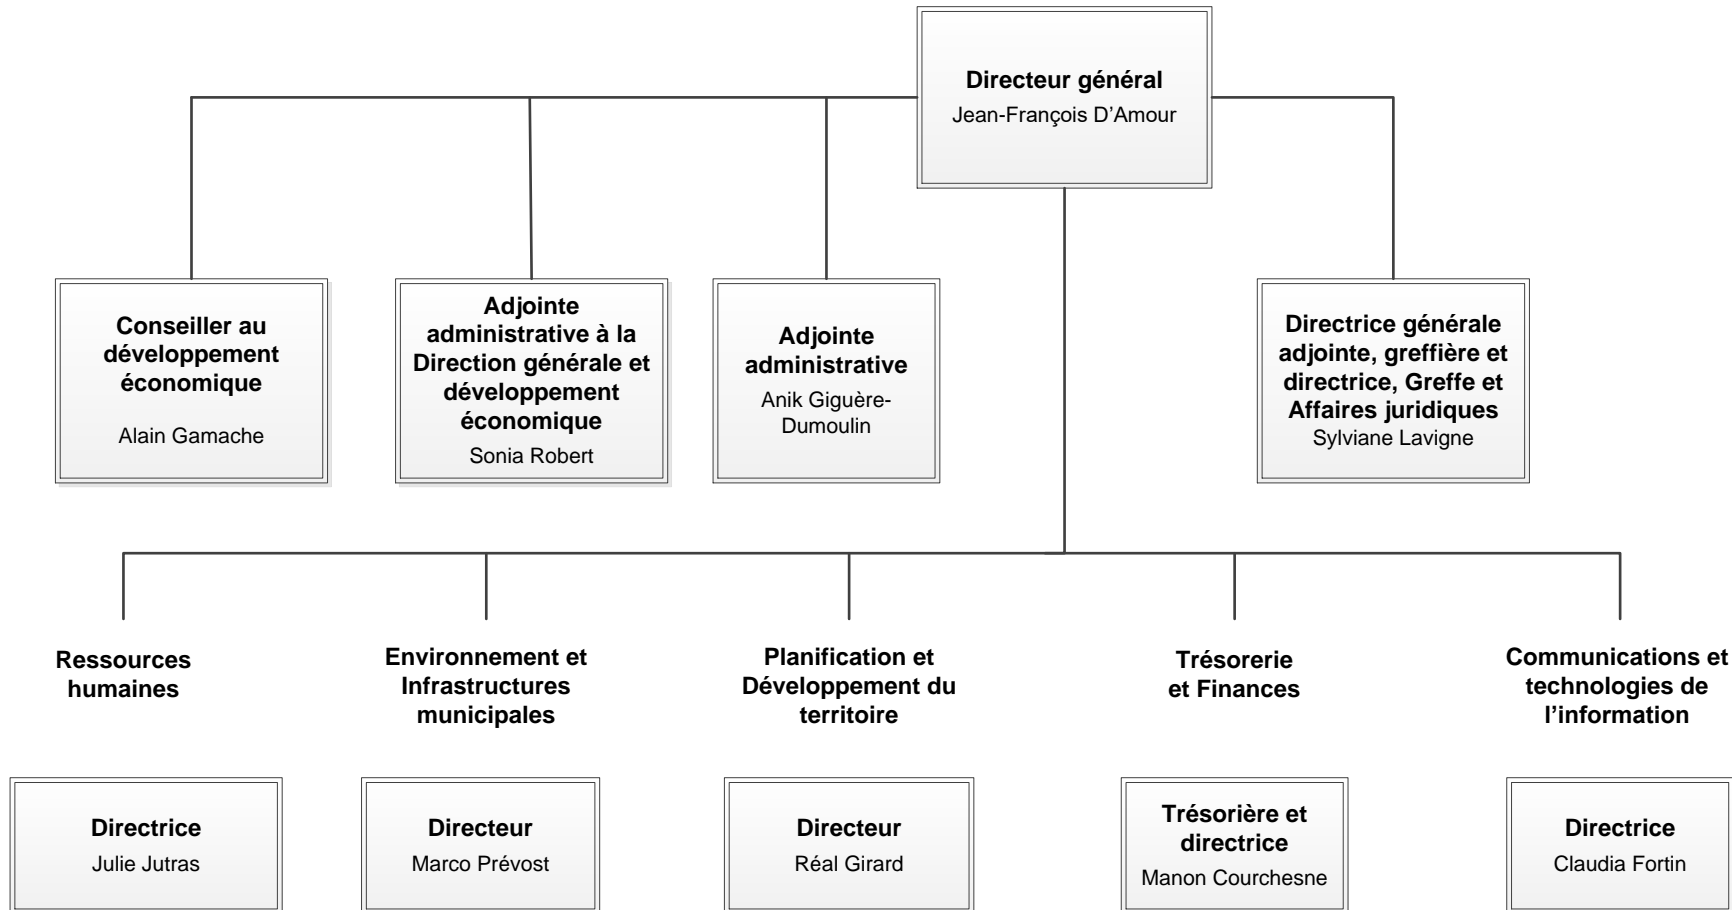 Directeur général
Jean-François D’Amour
Conseiller au
développement
économique
Alain Gamache
Adjointe
administrative à la
Direction générale et
développement
économique
Sonia Robert
Adjointe
administrative
Anik Giguère-
Dumoulin
Directrice générale
adjointe, greffière et
directrice, Greffe et
Affaires juridiques
Sylviane Lavigne
Ressources
humaines
Environnement et
Infrastructures
municipales
Planification et
Développement du
territoire
Trésorerie
et Finances
Communications et
technologies de
l’information
Directrice
Julie Jutras
Directeur
Marco Prévost
Directeur
Réal Girard
Trésorière et
directrice
Manon Courchesne
Directrice
Claudia Fortin